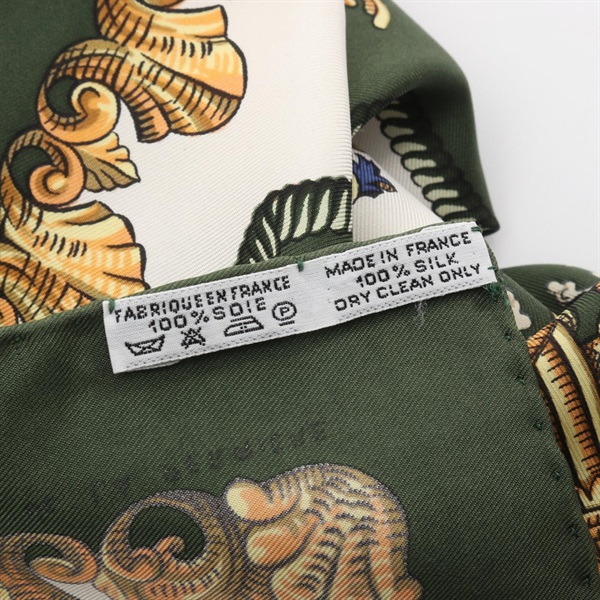 FABRIQUE EN FRANCE
100% SOIE
MADE IN FRANCE
100% SILK
DRY CLEAN ONLY